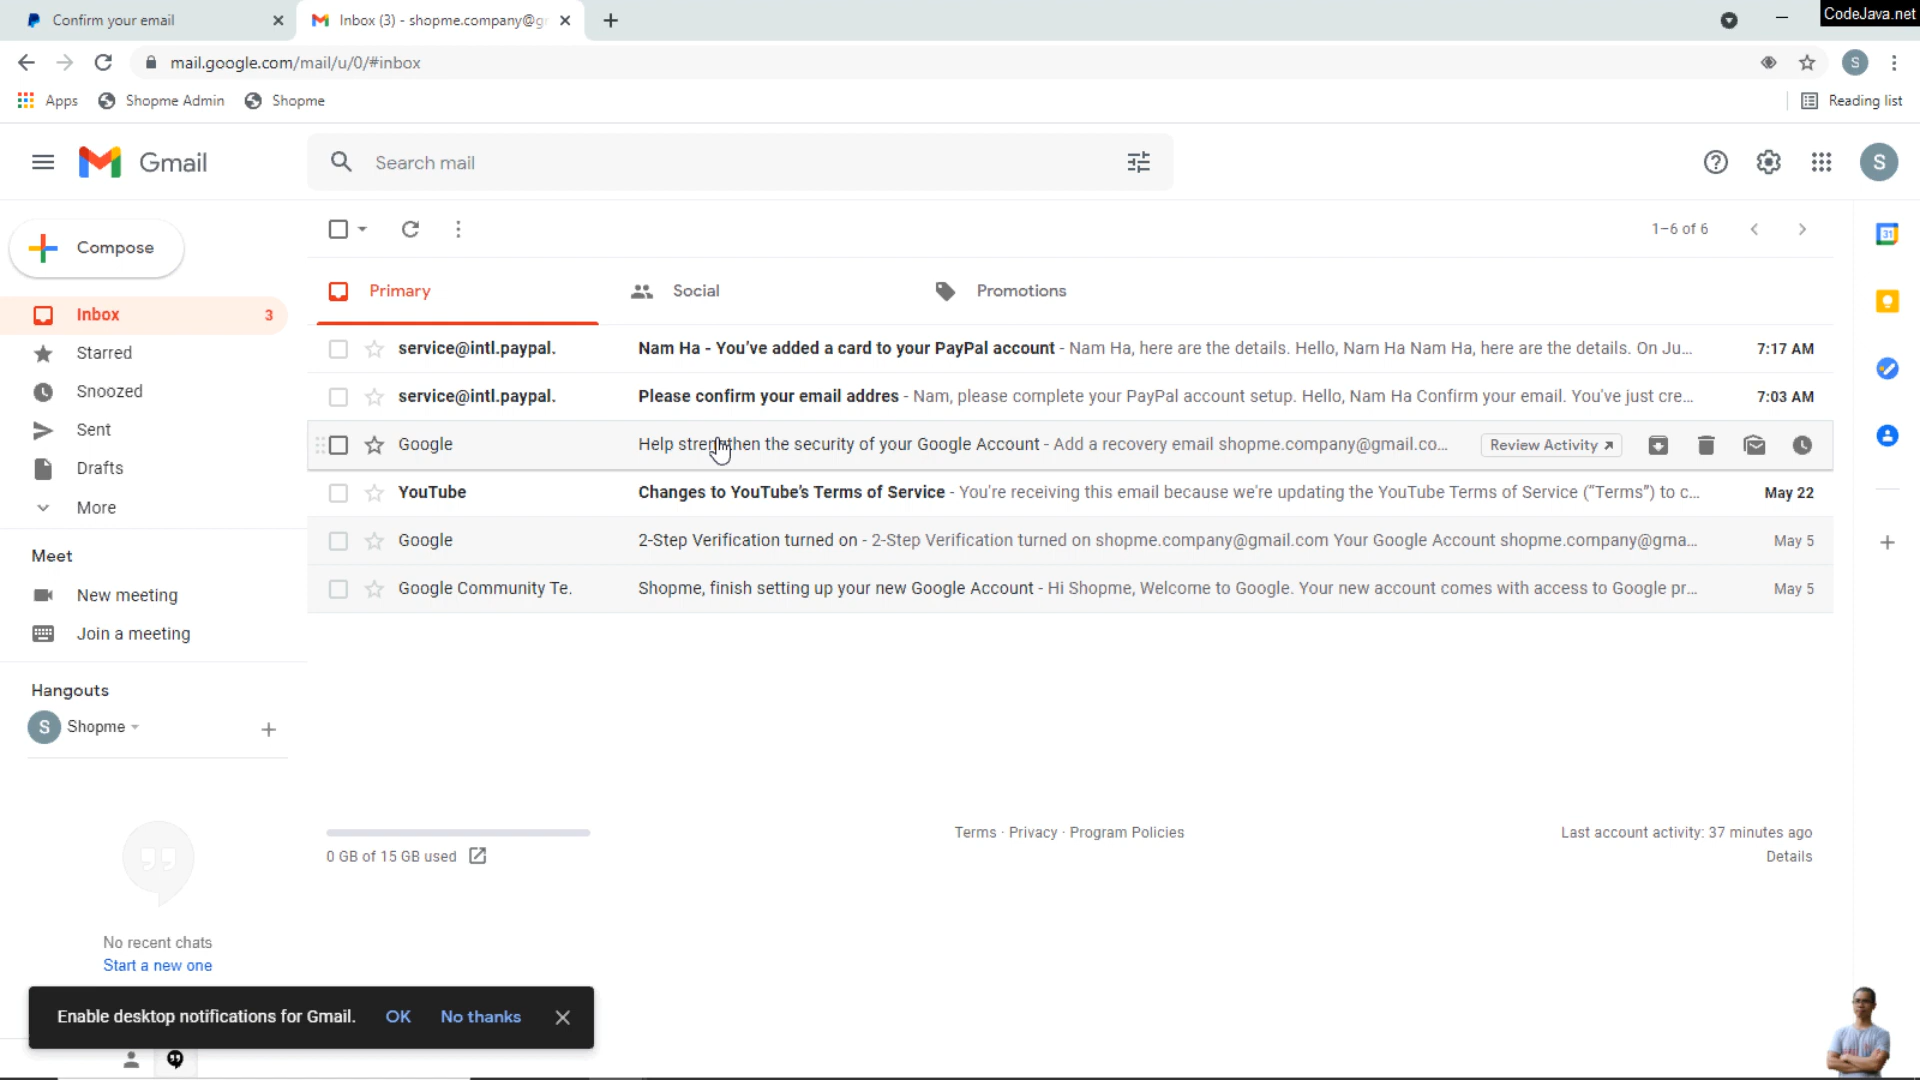 Confirm your email
Inbox (3) - shopme.company@gr
CodeJava.net
mail.google.com/mail/u/0/#inbox
S
Apps
Shopme Admin
Shopme
Reading list
Gmail
Search mail
S
Compose
1–6 of 6
31
Primary
Social
Promotions
Inbox
3
service@intl.paypal.
Nam Ha - You've added a card to your PayPal account - Nam Ha, here are the details. Hello, Nam Ha Nam Ha, here are the details. On Ju...
7:17 AM
Starred
service@intl.paypal.
Please confirm your email addres - Nam, please complete your PayPal account setup. Hello, Nam Ha Confirm your email. You've just cre...
7:03 AM
Snoozed
Google
Help strengthen the security of your Google Account - Add a recovery email shopme.company@gmail.co...
Review Activity
Sent
Drafts
YouTube
Changes to YouTube's Terms of Service - You're receiving this email because we're updating the YouTube Terms of Service (“Terms”) to c...
May 22
More
Google
2-Step Verification turned on - 2-Step Verification turned on shopme.company@gmail.com Your Google Account shopme.company@gma...
May 5
Google Community Te.
Shopme, finish setting up your new Google Account - Hi Shopme, Welcome to Google. Your new account comes with access to Google pr...
May 5
Meet
New meeting
Join a meeting
Hangouts
S
Shopme
No recent chats
Start a new one
0 GB of 15 GB used
Terms · Privacy · Program Policies
Last account activity: 37 minutes ago
Details
Enable desktop notifications for Gmail.
OK
No thanks